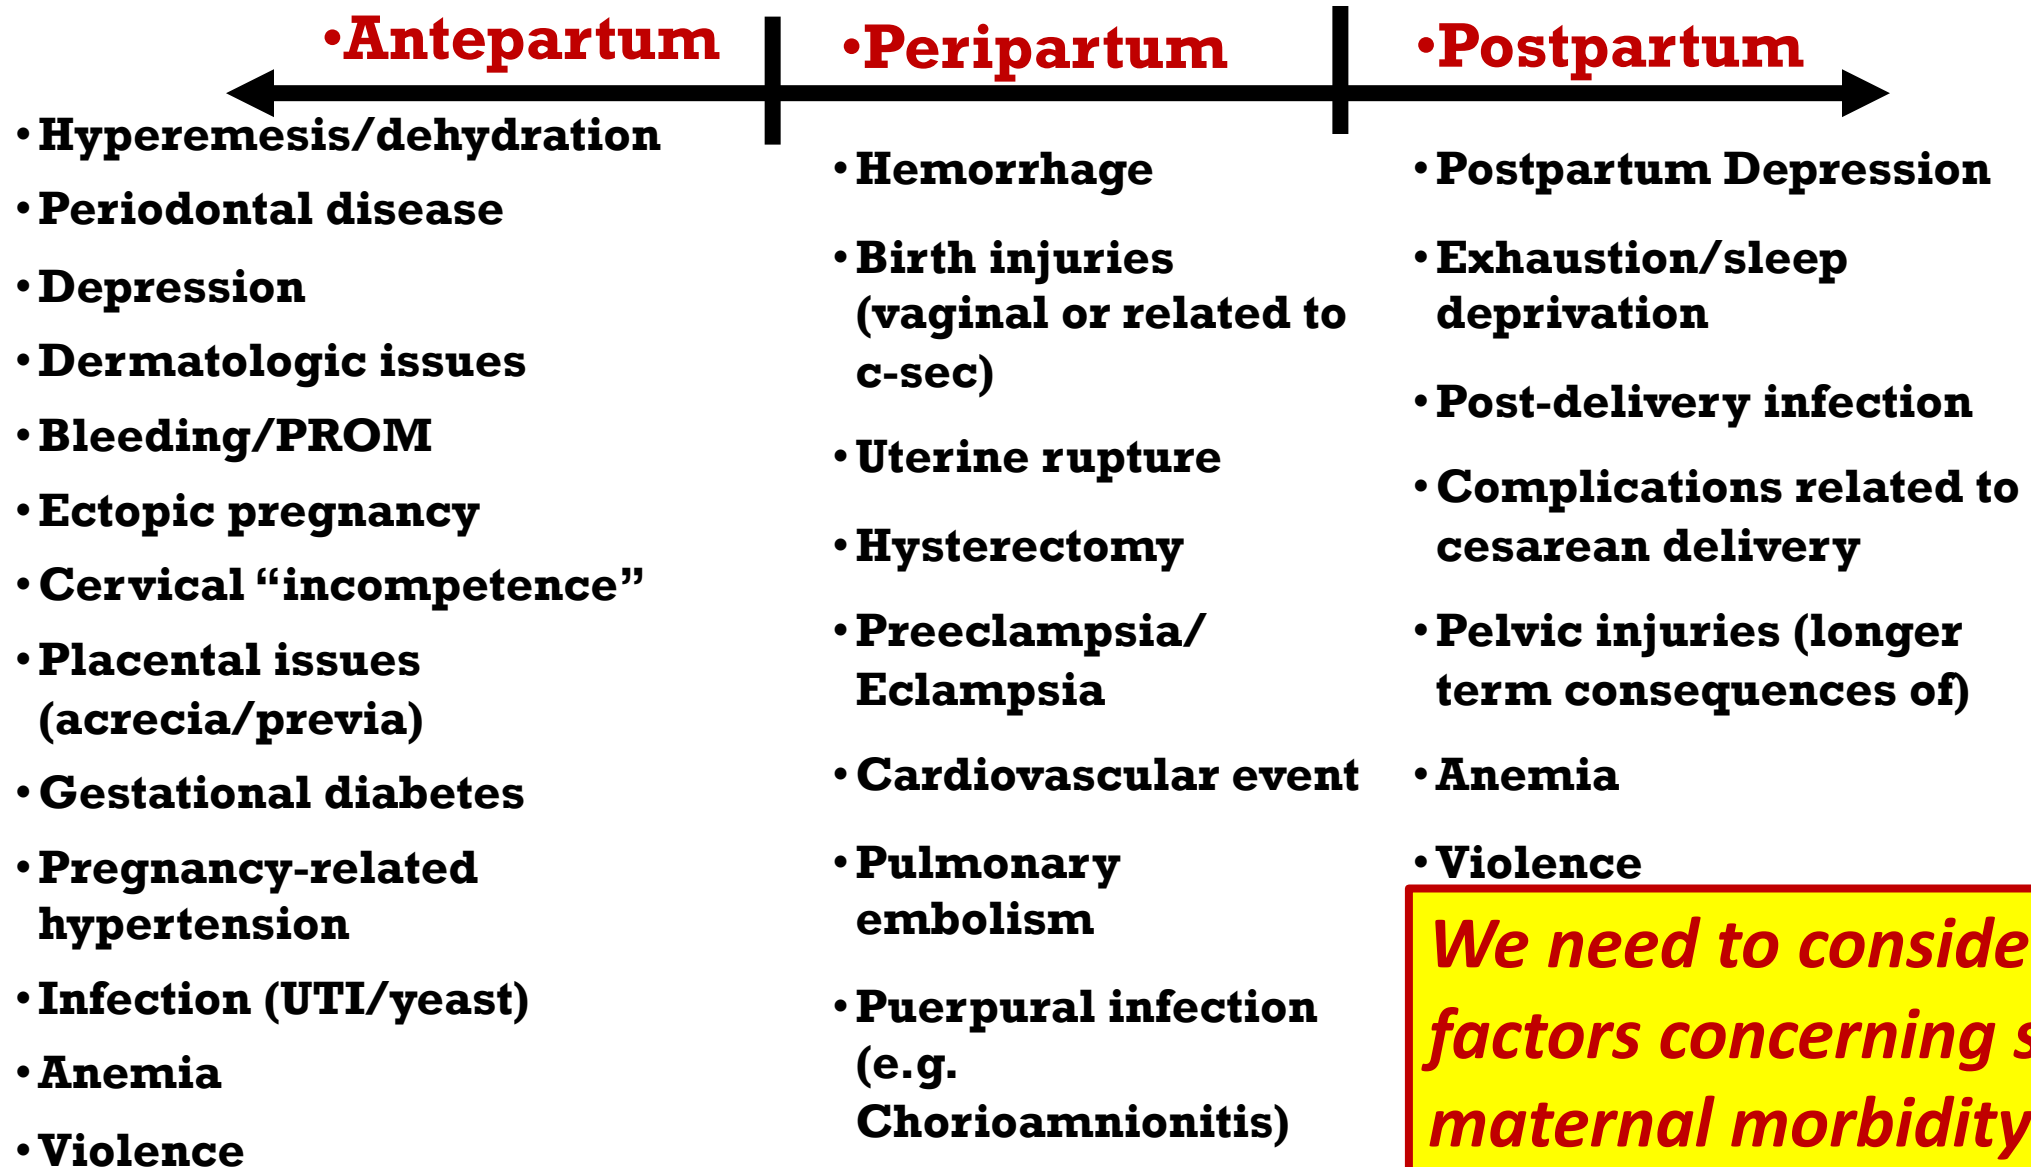 •Antepartum
•Peripartum
•Postpartum
•Hyperemesis/dehydration
•Periodontal disease
•Depression
•Dermatologic issues
•Bleeding/PROM
•Ectopic pregnancy
•Cervical “incompetence”
•Placental issues
(acrecia/previa)
•Gestational diabetes
•Pregnancy-related
hypertension
•Infection (UTI/yeast)
•Anemia
•Violence
•Hemorrhage
•Birth injuries
(vaginal or related to
c-sec)
•Uterine rupture
•Hysterectomy
•Preeclampsia/
Eclampsia
•Cardiovascular event
•Pulmonary
embolism
•Puerpural infection
(e.g.
Chorioamnionitis)
•Postpartum Depression
•Exhaustion/sleep
deprivation
•Post-delivery infection
•Complications related to
cesarean delivery
•Pelvic injuries (longer
term consequences of)
•Anemia
•Violence
We need to conside
factors concerning s
maternal morbidity